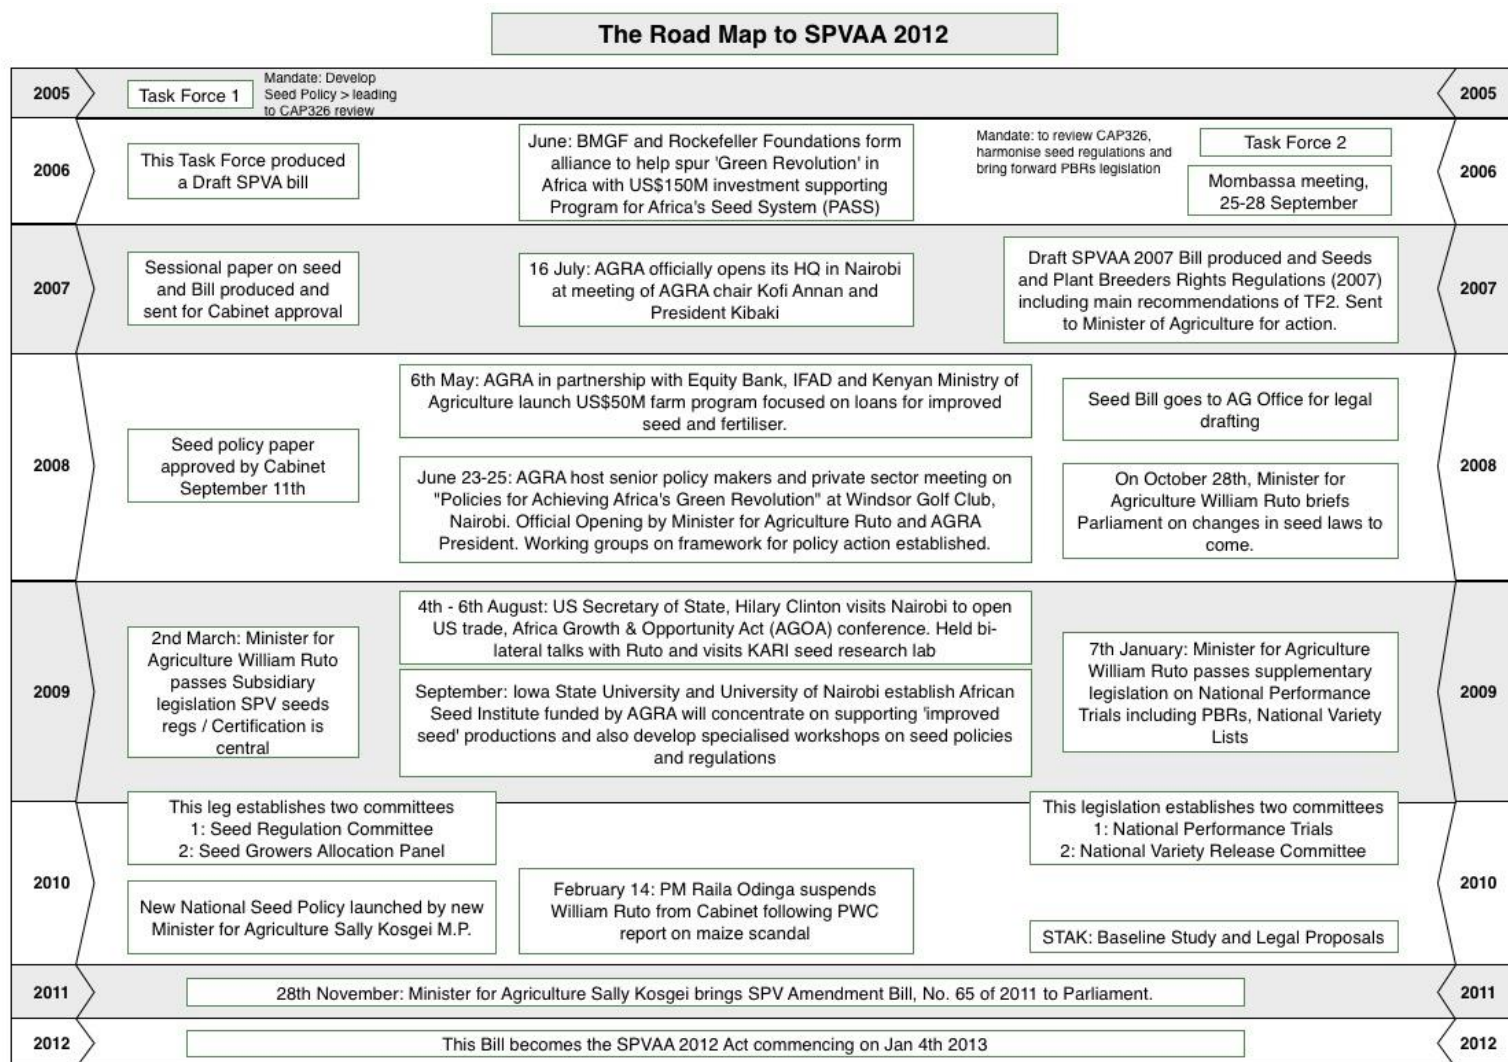 The Road Map to SPVAA 2012
2005
Task Force 1
Mandate: Develop
Seed Policy > leading
to CAP326 review
2005
2006
This Task Force produced
a Draft SPVA bill
June: BMGF and Rockefeller Foundations form
alliance to help spur 'Green Revolution' in
Africa with US$150M investment supporting
Program for Africa's Seed System (PASS)
Mandate: to review CAP326,
harmonise seed regulations and
bring forward PBRs legislation
Task Force 2
Mombassa meeting,
25-28 September
2006
2007
Sessional paper on seed
and Bill produced and
sent for Cabinet approval
16 July: AGRA officially opens its HQ in Nairobi
at meeting of AGRA chair Kofi Annan and
President Kibaki
Draft SPVAA 2007 Bill produced and Seeds
and Plant Breeders Rights Regulations (2007)
including main recommendations of TF2. Sent
to Minister of Agriculture for action.
2007
2008
Seed policy paper
approved by Cabinet
September 11th
6th May: AGRA in partnership with Equity Bank, IFAD and Kenyan Ministry of
Agriculture launch US$50M farm program focused on loans for improved
seed and fertiliser.
June 23-25: AGRA host senior policy makers and private sector meeting on
"Policies for Achieving Africa's Green Revolution" at Windsor Golf Club,
Nairobi. Official Opening by Minister for Agriculture Ruto and AGRA
President. Working groups on framework for policy action established.
Seed Bill goes to AG Office for legal
drafting
On October 28th, Minister for
Agriculture William Ruto briefs
Parliament on changes in seed laws to
come.
2008
2009
2nd March: Minister for
Agriculture William Ruto
passes Subsidiary
legislation SPV seeds
regs / Certification is
central
4th - 6th August: US Secretary of State, Hilary Clinton visits Nairobi to open
US trade, Africa Growth & Opportunity Act (AGOA) conference. Held bi-
lateral talks with Ruto and visits KARI seed research lab
September: Iowa State University and University of Nairobi establish African
Seed Institute funded by AGRA will concentrate on supporting 'improved
seed' productions and also develop specialised workshops on seed policies
and regulations
7th January: Minister for Agriculture
William Ruto passes supplementary
legislation on National Performance
Trials including PBRs, National Variety
Lists
2009
2010
This leg establishes two committees
1: Seed Regulation Committee
2: Seed Growers Allocation Panel
New National Seed Policy launched by new
Minister for Agriculture Sally Kosgei M.P.
February 14: PM Raila Odinga suspends
William Ruto from Cabinet following PWC
report on maize scandal
This legislation establishes two committees
1: National Performance Trials
2: National Variety Release Committee
STAK: Baseline Study and Legal Proposals
2010
2011
28th November: Minister for Agriculture Sally Kosgei brings SPV Amendment Bill, No. 65 of 2011 to Parliament.
2011
2012
This Bill becomes the SPVAA 2012 Act commencing on Jan 4th 2013
2012